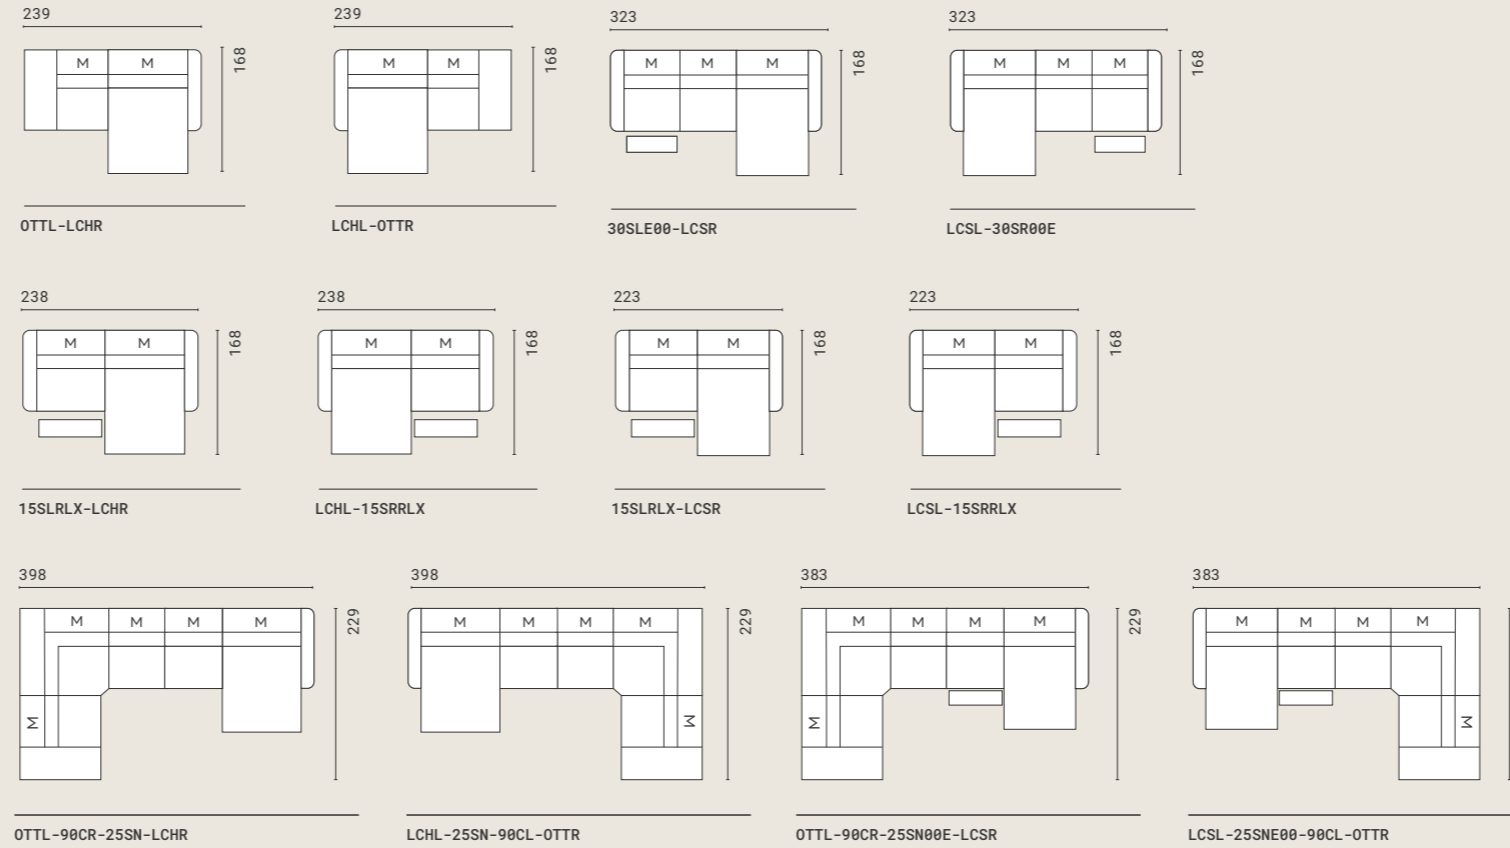 239 239 323 323
M M M M M M M M M M
168 168 168 168
OTTL-LCHR LCHL-OTTR 30SLE00-LCSR LCSL-30SR00E
238 238 223 223
M M M M M M M M
168 168 168 168
15SLRLX-LCHR LCHL-15SRRLX 15SLRLX-LCSR LCSL-15SRRLX
398 398 383 383
M M M M M M M M M M M M M M M M
229 229 229
M M M M
OTTL-90CR-25SN-LCHR LCHL-25SN-90CL-OTTR OTTL-90CR-25SN00E-LCSR LCSL-25SNE00-90CL-OTTR